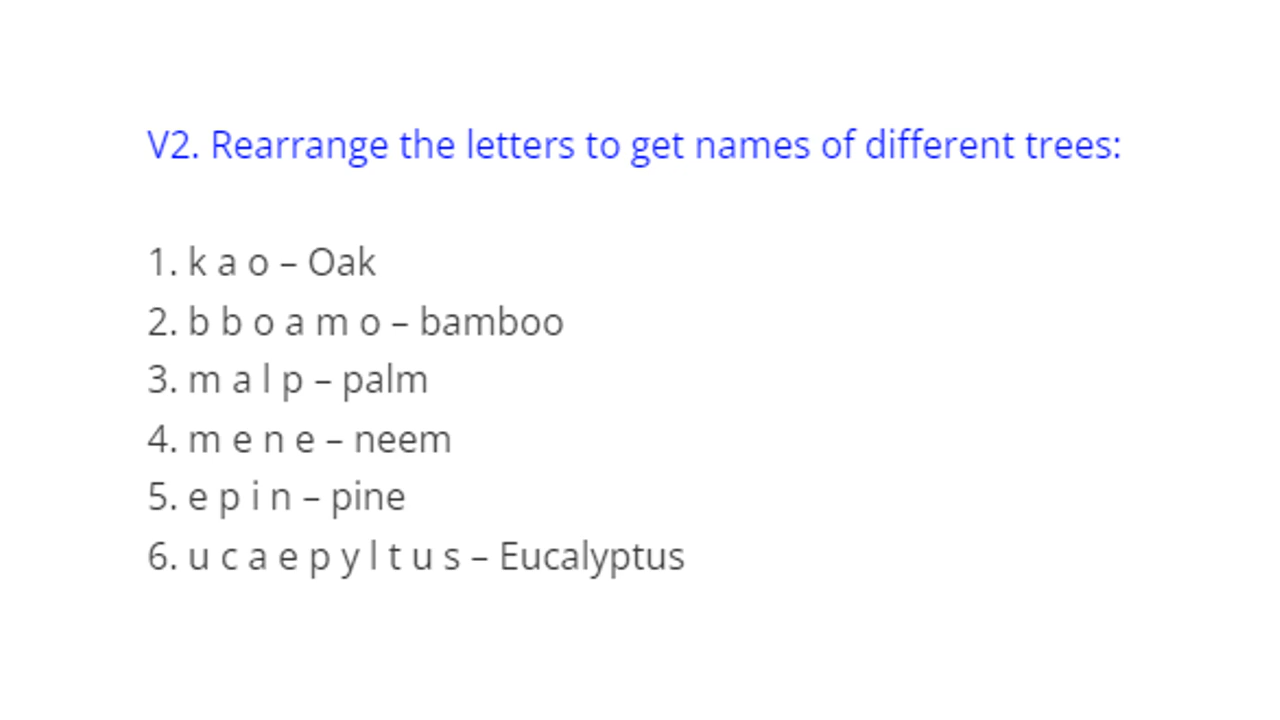 V2. Rearrange the letters to get names of different trees:
1. k a o – Oak
2. b b o a m o – bamboo
3. m a l p – palm
4. m e n e – neem
5. e p i n – pine
6. u c a e p y l t u s – Eucalyptus